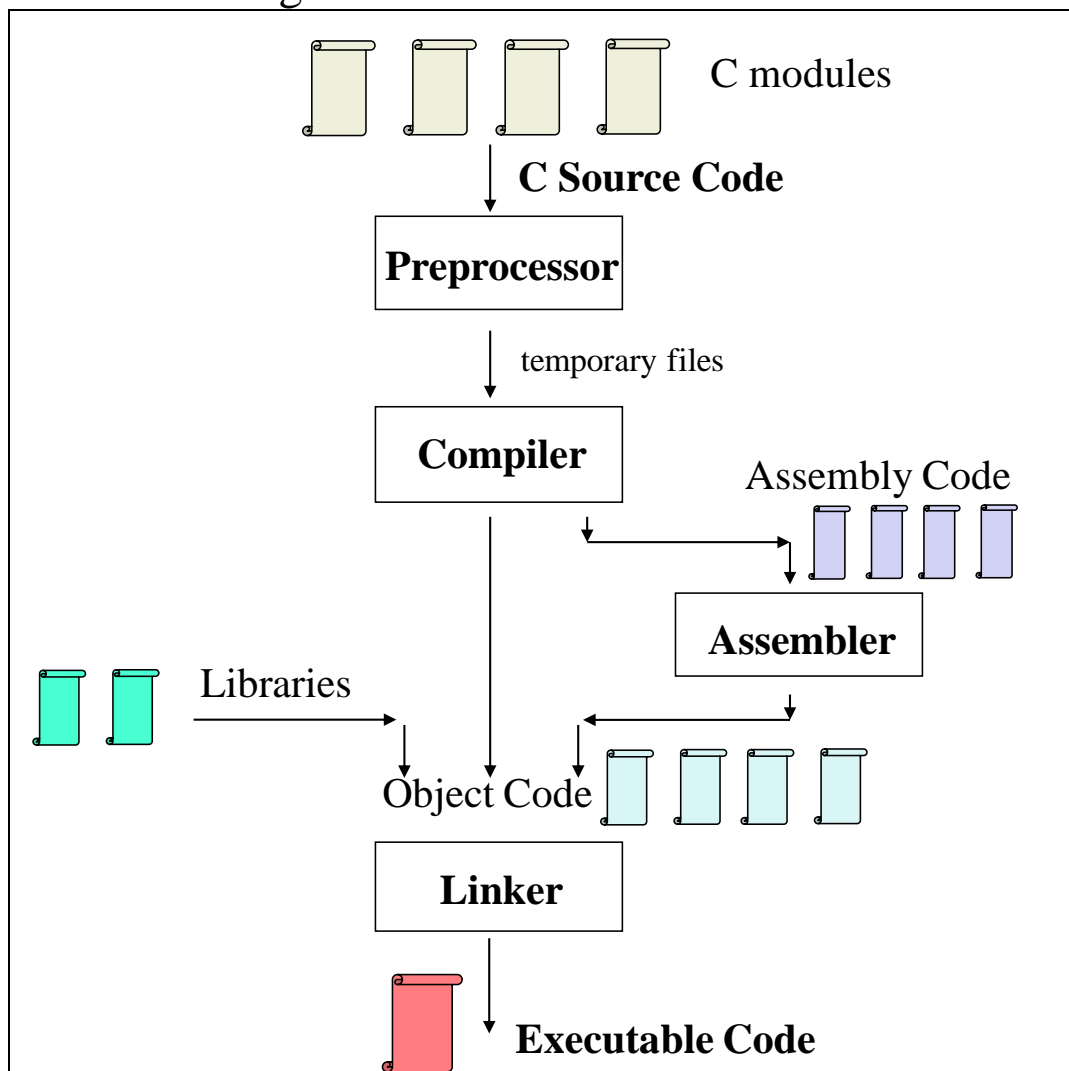 C modules
C Source Code
Preprocessor
temporary files
Compiler
Assembly Code
Assembler
Libraries
Object Code
Linker
Executable Code